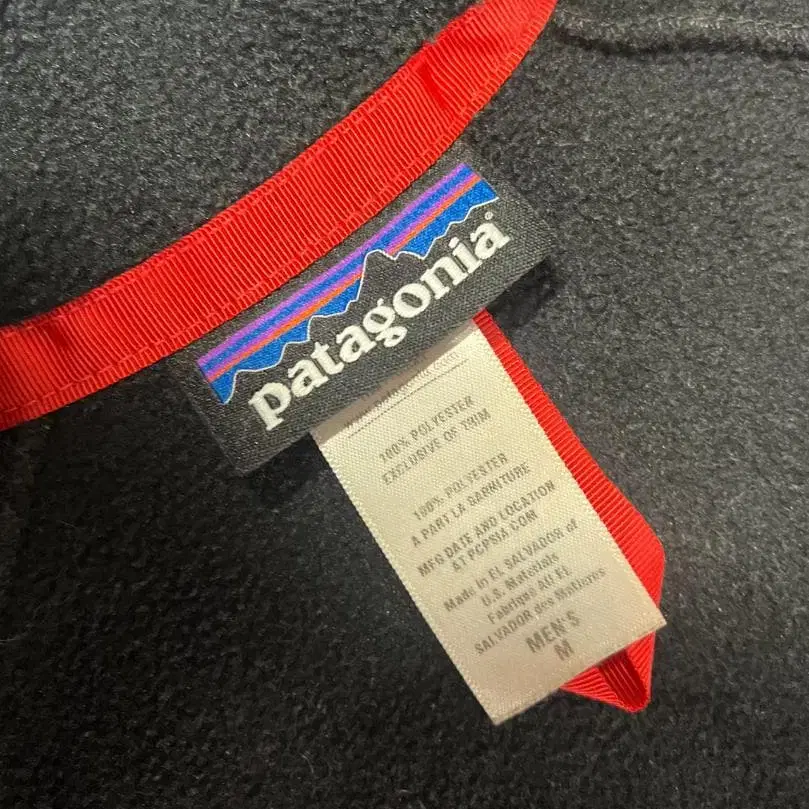 patagonia®
100% POLYESTER
EXCLUSIVE OF TRIM
100% POLYESTER
A PART LA GARNITURE
MFG DATE AND LOCATION
AT PCPSIA.COM
Made in EL SALVADOR of
U.S. Materials
Fabriqué AU EL
SALVADOR des Matieres
MEN'S
M